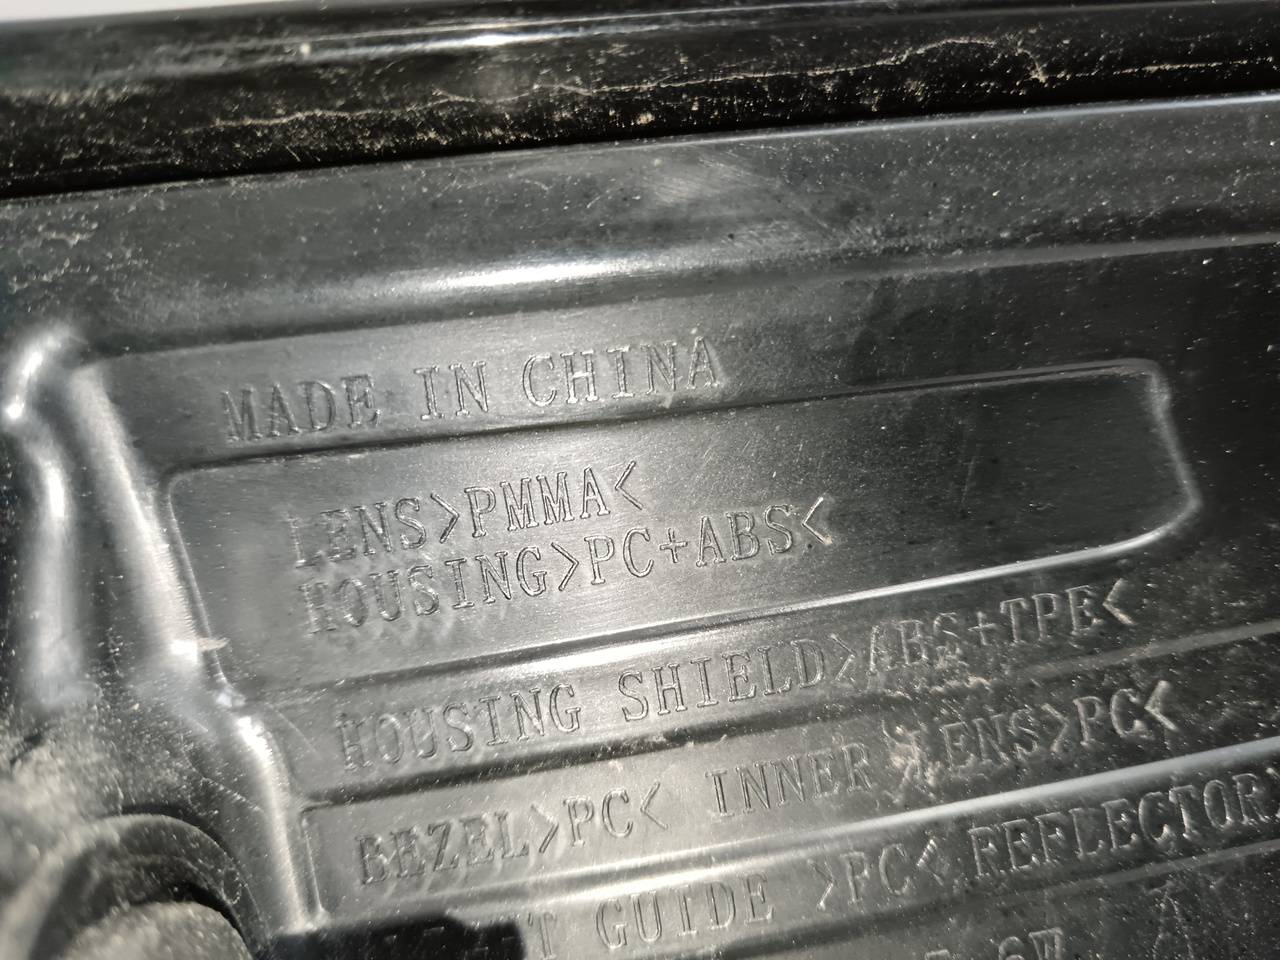 MADE IN CHINA
LENS>PMMA<
HOUSING>PC+ABS<
HOUSING SHIELD>ABS+TPE<
BEZEL>PC< INNER LENS>PC<
GUIDE >PC< REFLECTOR>